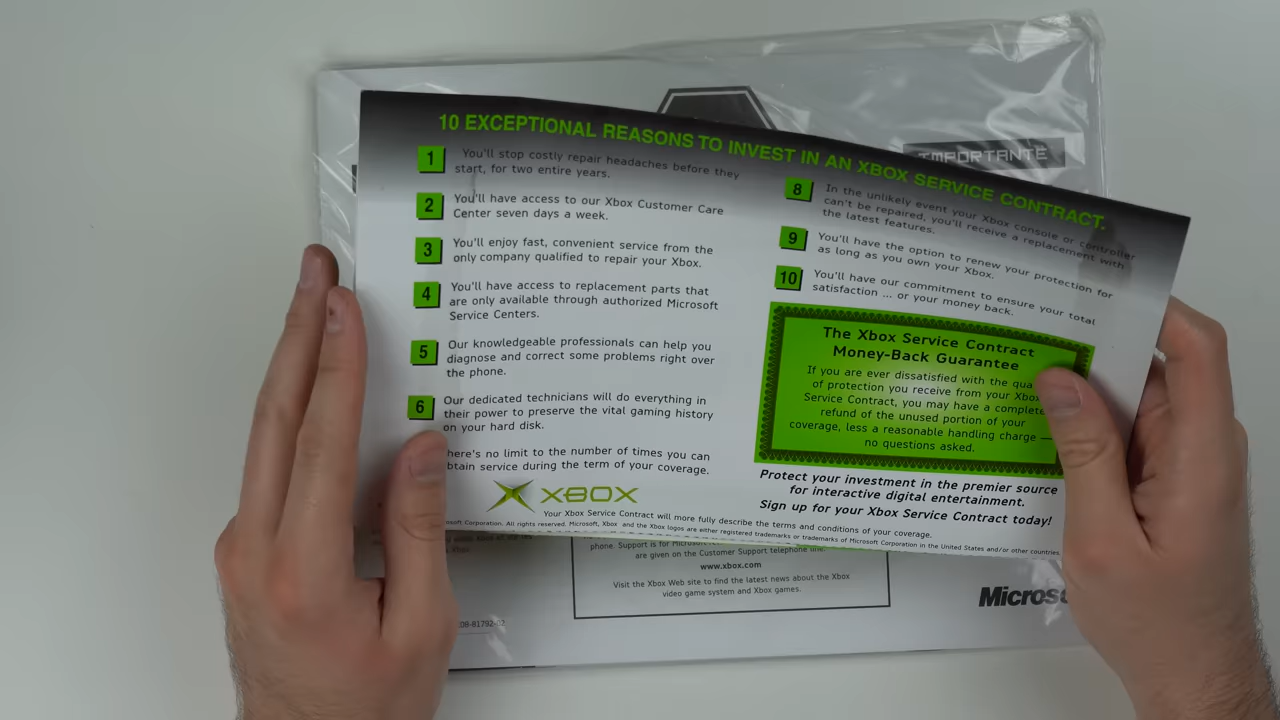 10 EXCEPTIONAL REASONS TO INVEST IN AN XBOX SERVICE CONTRACT.
1 You'll stop costly repair headaches before they
start, for two entire years.
2 You'll have access to our Xbox Customer Care
Center seven days a week.
3 You'll enjoy fast, convenient service from the
only company qualified to repair your Xbox.
4 You'll have access to replacement parts that
are only available through authorized Microsoft
Service Centers.
5 Our knowledgeable professionals can help you
diagnose and correct some problems right over
the phone.
6 Our dedicated technicians will do everything in
their power to preserve the vital gaming history
on your hard disk.
here's no limit to the number of times you can
btain service during the term of your coverage.
8 In the unlikely event your Xbox console or controller
can't be repaired, you'll receive a replacement with
the latest features.
9 You'll have the option to renew your protection for
as long as you own your Xbox.
10 You'll have our commitment to ensure your total
satisfaction ... or your money back.
The Xbox Service Contract
Money-Back Guarantee
If you are ever dissatisfied with the qua
of protection you receive from your Xbox
Service Contract, you may have a complete
refund of the unused portion of your
coverage, less a reasonable handling charge —
no questions asked.
Protect your investment in the premier source
for interactive digital entertainment.
Sign up for your Xbox Service Contract today!
XBOX
Your Xbox Service Contract will more fully describe the terms and conditions of your coverage.
osoft Corporation. All rights reserved. Microsoft, Xbox and the Xbox logos are either registered trademarks or trademarks of Microsoft Corporation in the United States and/or other countries.
IMPORTANTE
phone. Support is for
are given on the Customer Support telephone line.
www.xbox.com
Visit the Xbox Web site to find the latest news about the Xbox
video game system and Xbox games.
Micros